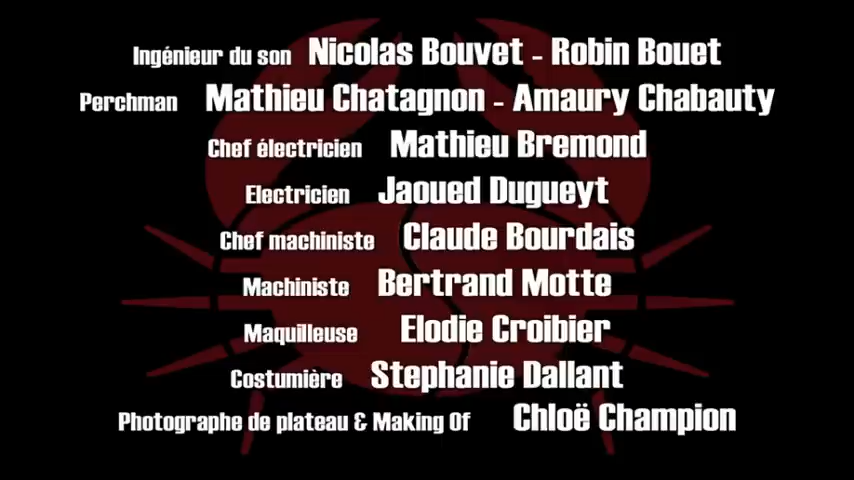 Ingénieur du son Nicolas Bouvet - Robin Bouet
Perchman Mathieu Chatagnon - Amaury Chabauty
Chef électricien Mathieu Bremond
Electricien Jaoued Dugueyt
Chef machiniste Claude Bourdais
Machiniste Bertrand Motte
Maquilleuse Elodie Croibier
Costumière Stephanie Dallant
Photographe de plateau & Making Of Chloë Champion